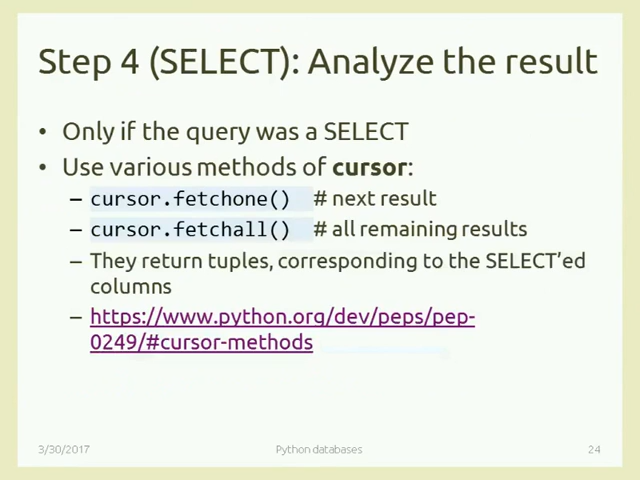 Step 4 (SELECT): Analyze the result
• Only if the query was a SELECT
• Use various methods of cursor:
– cursor.fetchone() # next result
– cursor.fetchall() # all remaining results
– They return tuples, corresponding to the SELECT’ed
columns
– https://www.python.org/dev/peps/pep-
0249/#cursor-methods
3/30/2017 Python databases 24